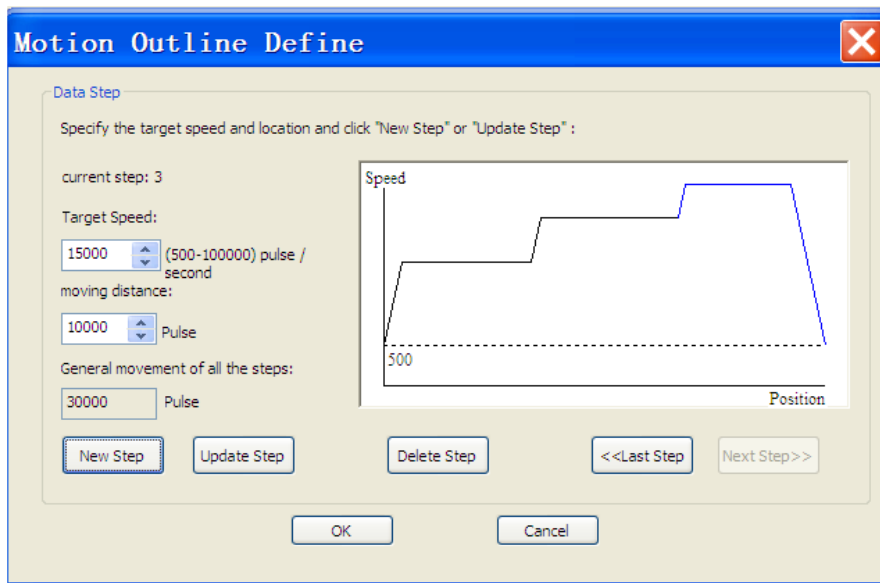 Motion Outline Define
Data Step
Specify the target speed and location and click "New Step" or "Update Step" :
current step: 3
Target Speed:
15000 (500-100000) pulse /
second
moving distance:
10000 Pulse
General movement of all the steps:
30000 Pulse
Speed
500
Position
New Step Update Step Delete Step <<Last Step Next Step>>
OK Cancel